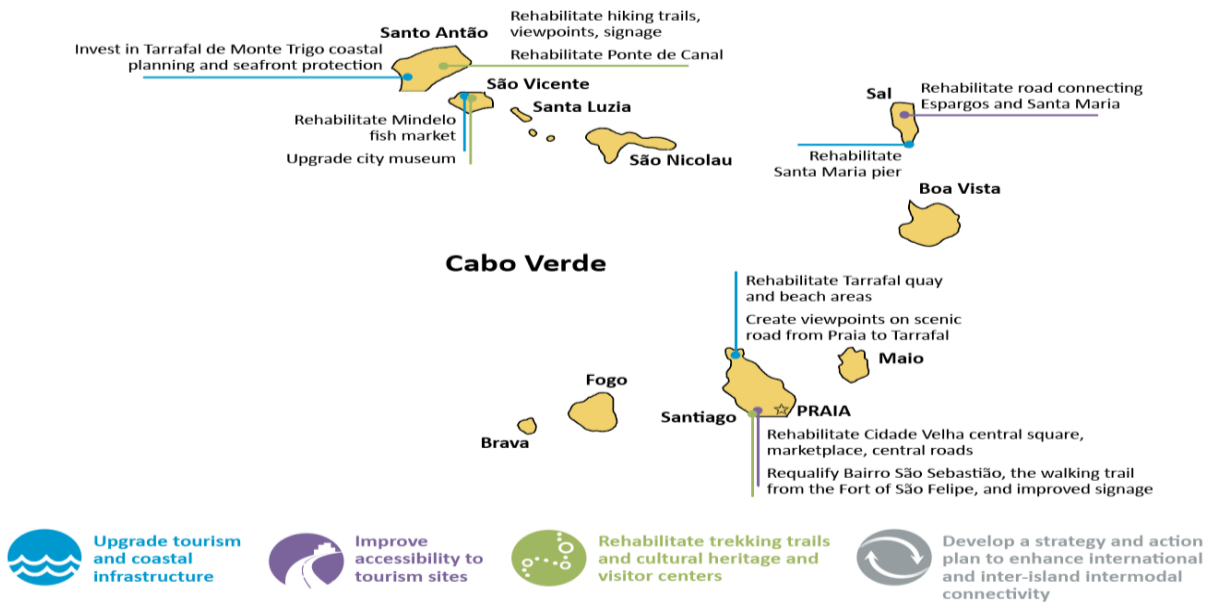 Santo Antão
Rehabilitate hiking trails,
viewpoints, signage
Rehabilitate Ponte de Canal
Invest in Tarrafal de Monte Trigo coastal
planning and seafront protection
São Vicente
Santa Luzia
Rehabilitate Mindelo
fish market
Upgrade city museum
São Nicolau
Sal
Rehabilitate road connecting
Espargos and Santa Maria
Rehabilitate
Santa Maria pier
Boa Vista
Cabo Verde
Rehabilitate Tarrafal quay
and beach areas
Create viewpoints on scenic
road from Praia to Tarrafal
Maio
Fogo
Santiago
PRAIA
Brava
Rehabilitate Cidade Velha central square,
marketplace, central roads
Requalify Bairro São Sebastião, the walking trail
from the Fort of São Felipe, and improved signage
Upgrade tourism
and coastal
infrastructure
Improve
accessibility to
tourism sites
Rehabilitate trekking trails
and cultural heritage and
visitor centers
Develop a strategy and action
plan to enhance international
and inter-island intermodal
connectivity